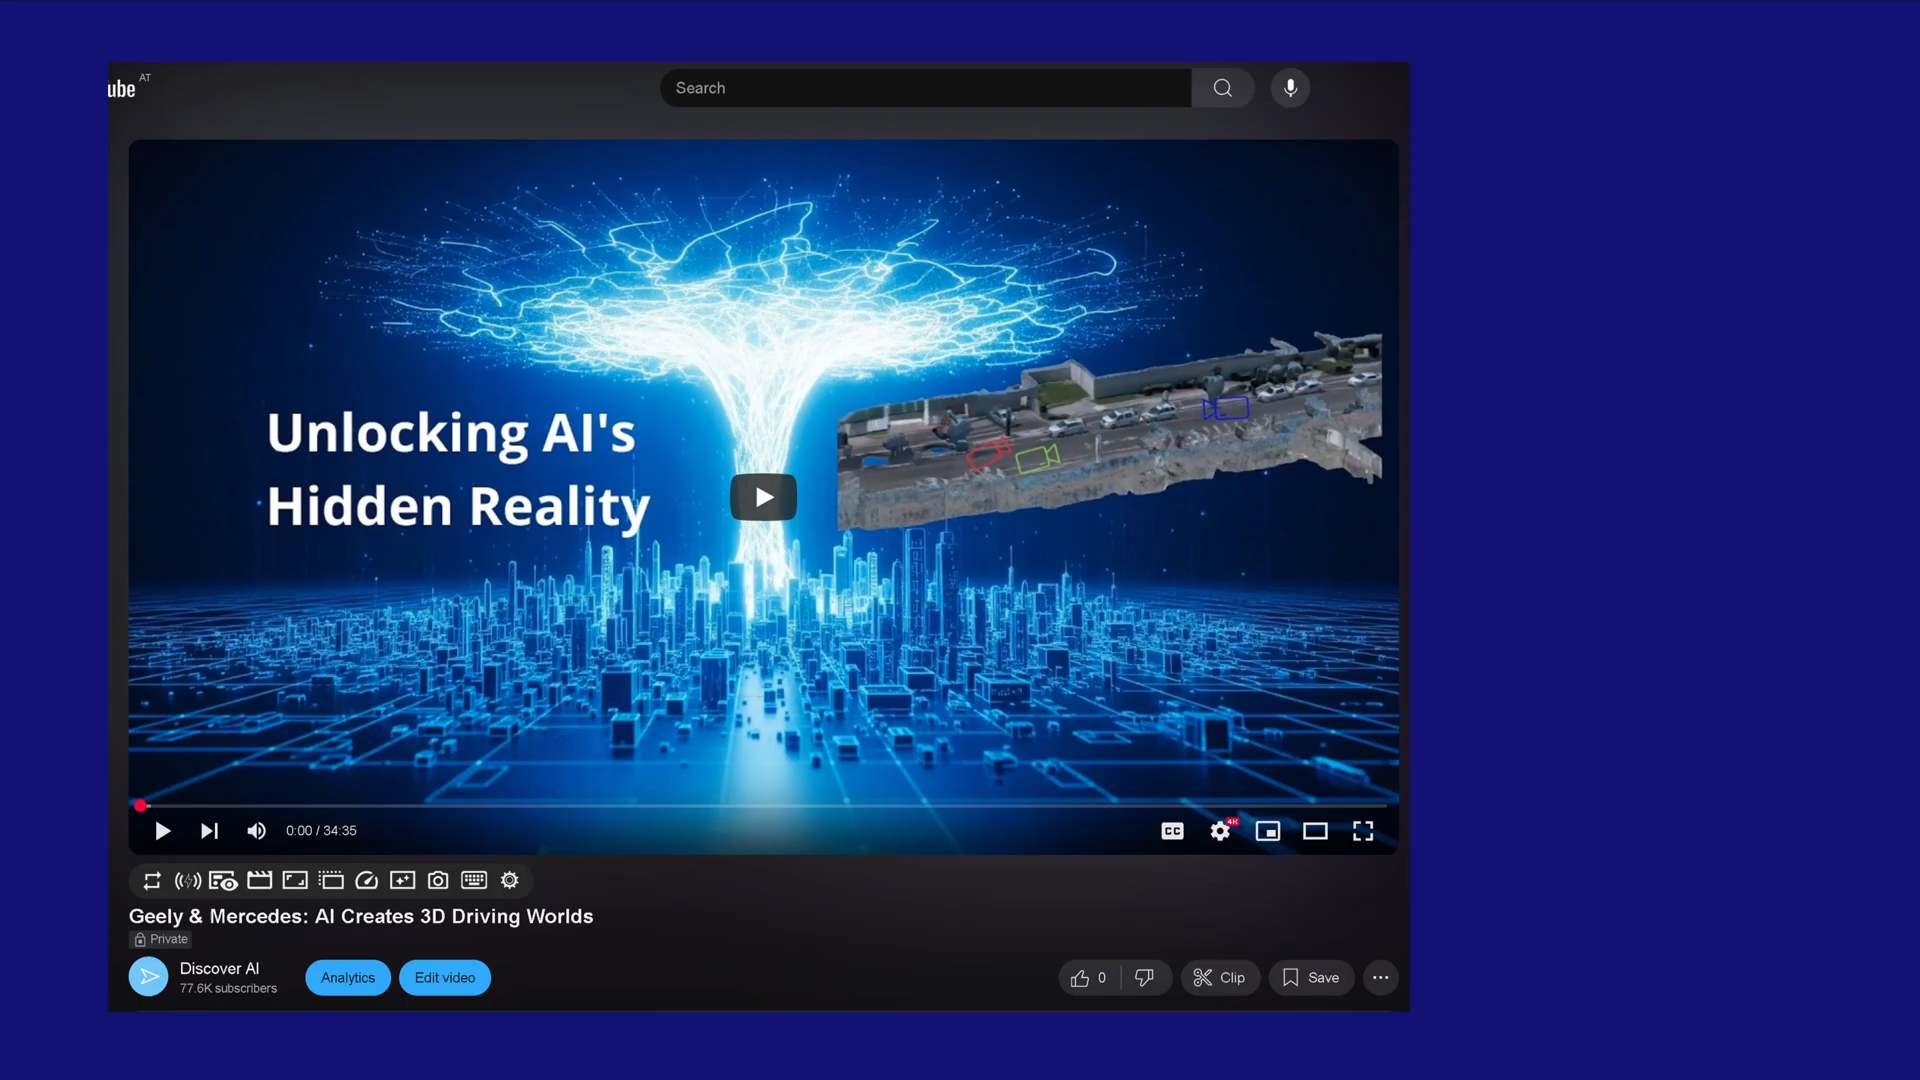 ube AT
Search
Unlocking AI's
Hidden Reality
0:00 / 34:35
CC
4K
Geely & Mercedes: AI Creates 3D Driving Worlds
Private
Discover AI
77.6K subscribers
Analytics
Edit video
0
Clip
Save